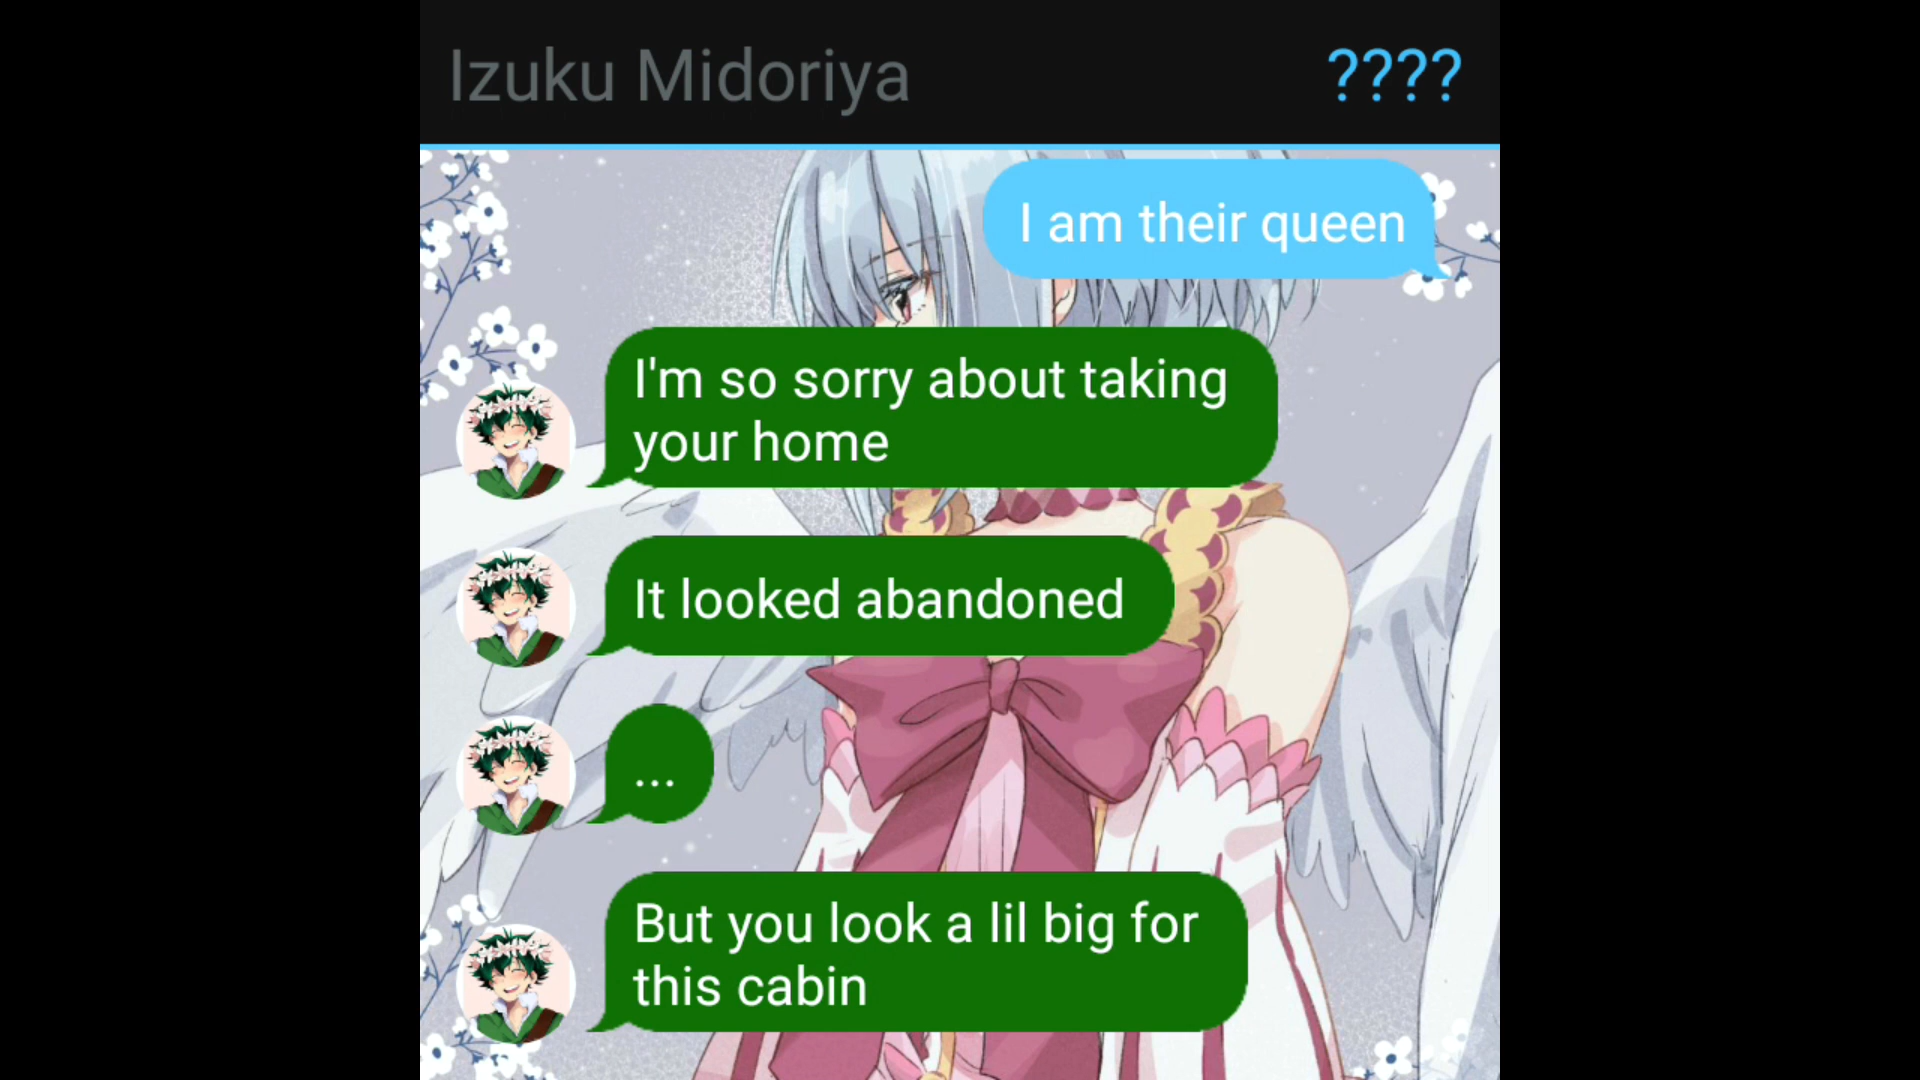 Izuku Midoriya
????
I am their queen
I'm so sorry about taking
your home
It looked abandoned
...
But you look a lil big for
this cabin